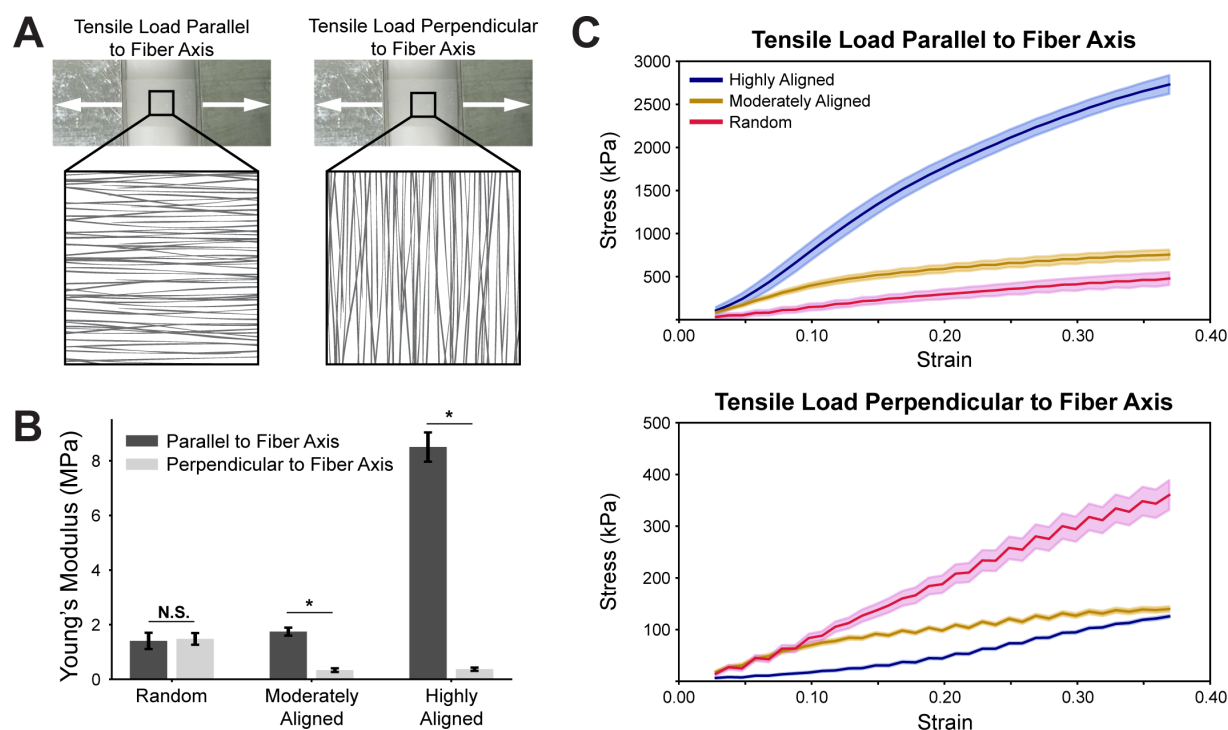 A
Tensile Load Parallel
to Fiber Axis
Tensile Load Perpendicular
to Fiber Axis
B
Young's Modulus (MPa)
8
6
4
2
0
Parallel to Fiber Axis
Perpendicular to Fiber Axis
N.S.
*
*
Random
Moderately
Aligned
Highly
Aligned
C
Tensile Load Parallel to Fiber Axis
Stress (kPa)
3000
2500
2000
1500
1000
500
Highly Aligned
Moderately Aligned
Random
0.00
0.10
0.20
0.30
0.40
Strain
Tensile Load Perpendicular to Fiber Axis
Stress (kPa)
500
400
300
200
100
0.00
0.10
0.20
0.30
0.40
Strain